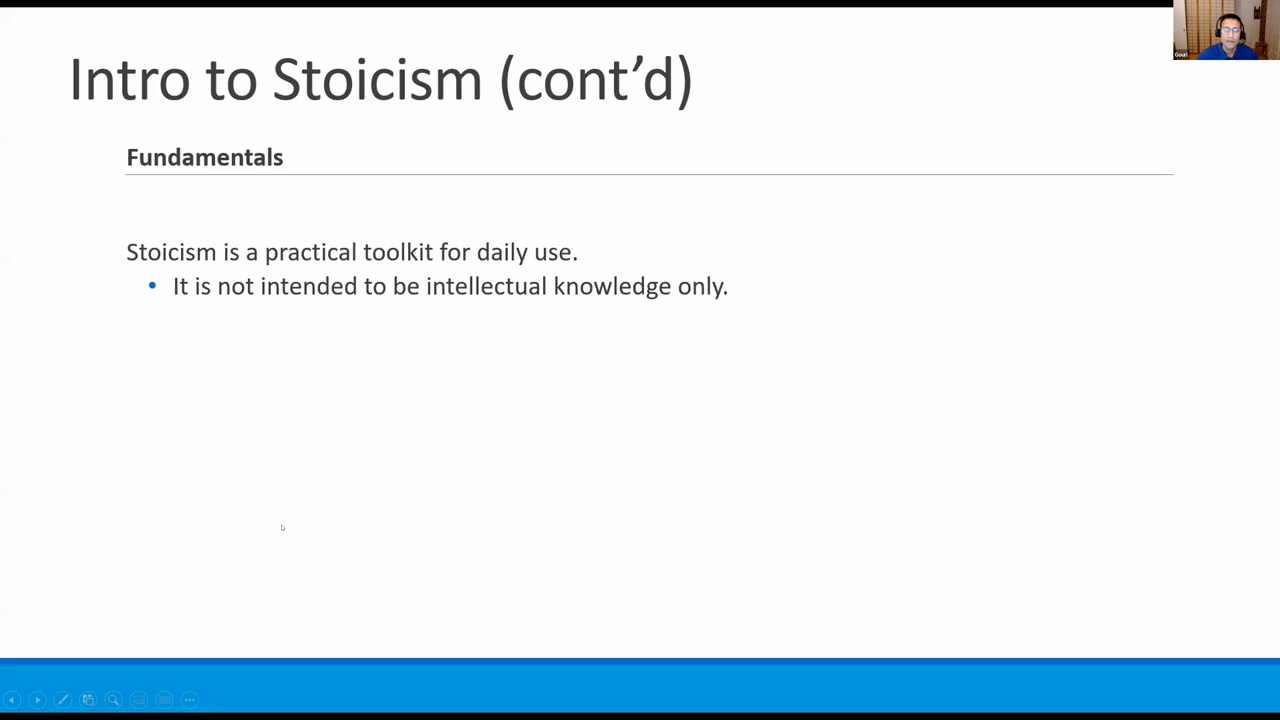 Intro to Stoicism (cont’d)
Gouri
Fundamentals
Stoicism is a practical toolkit for daily use.
• It is not intended to be intellectual knowledge only.